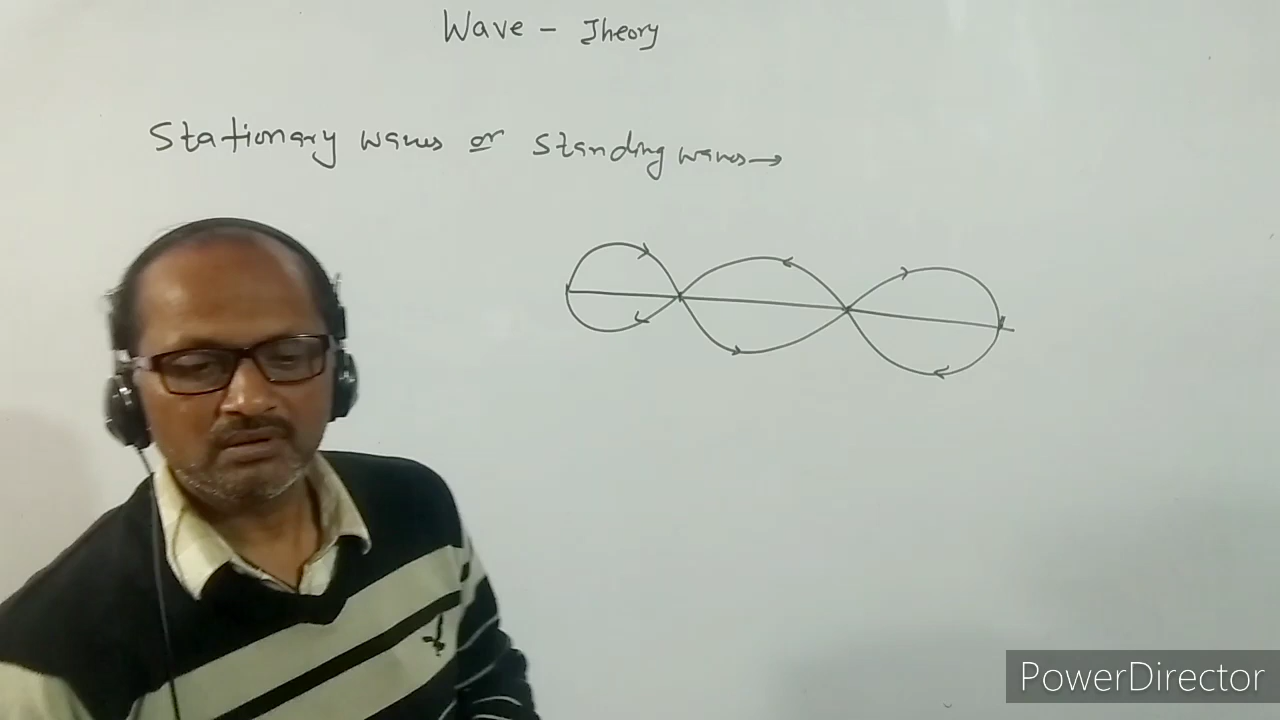 Wave - Theory
Stationary waves or standing waves→
PowerDirector